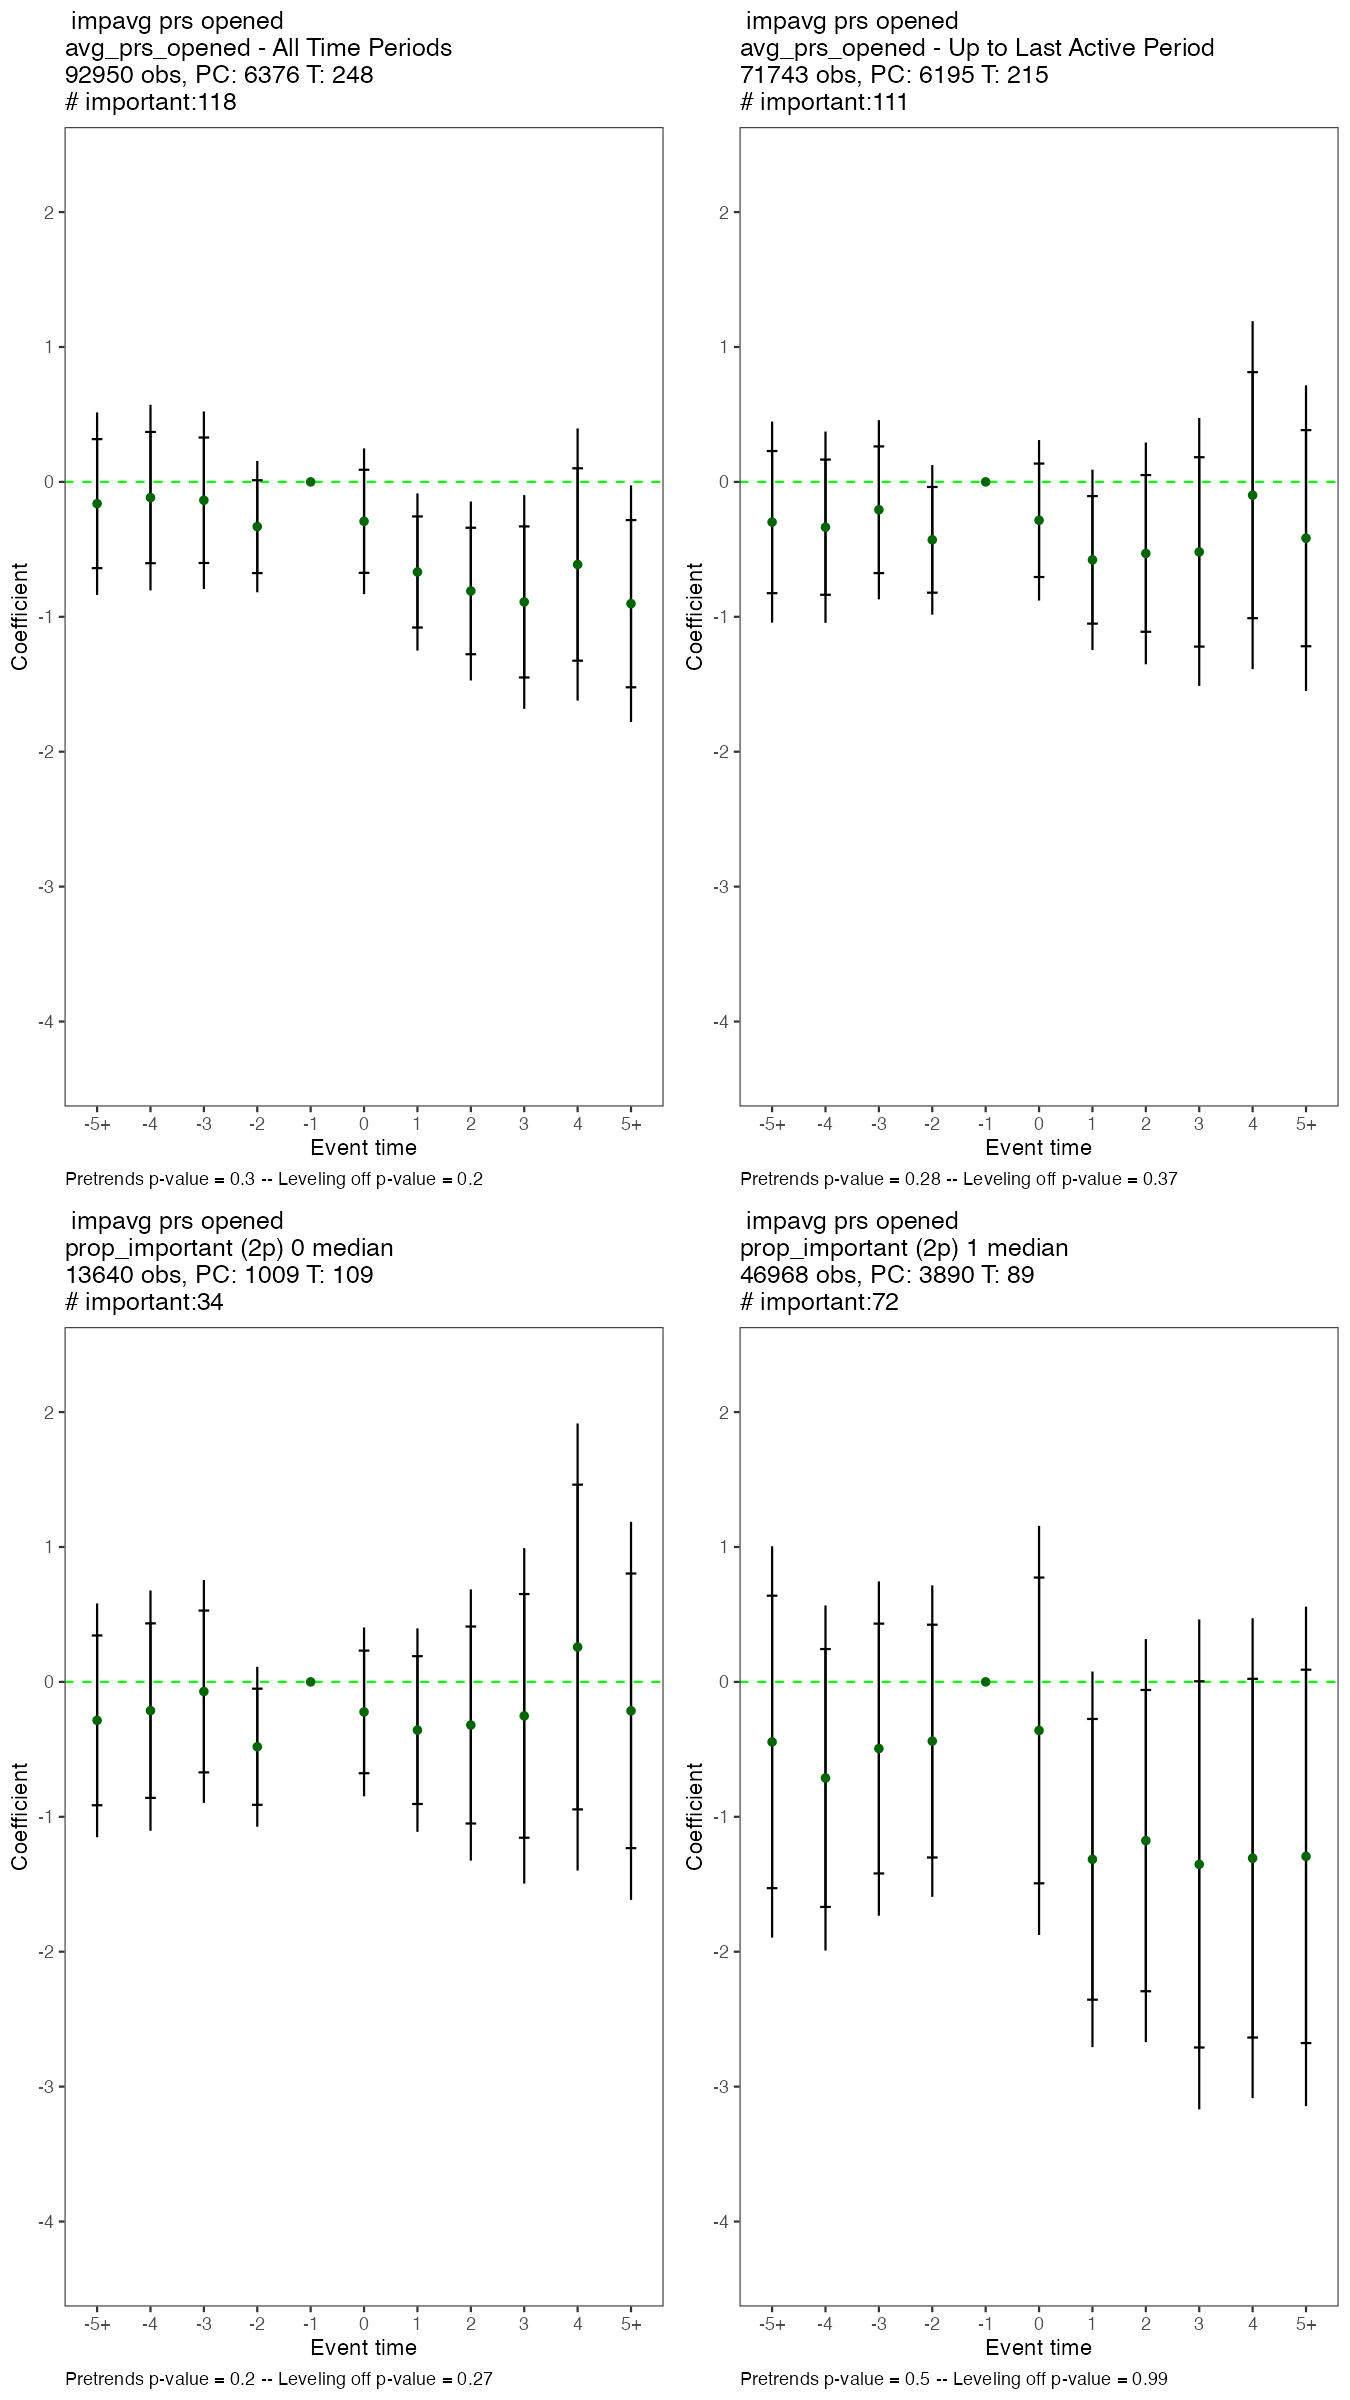 impavg prs opened
avg_prs_opened - All Time Periods
92950 obs, PC: 6376 T: 248
# important:118
2
1
0
-1
-2
-3
-4
Coefficient
-5+ -4 -3 -2 -1 0 1 2 3 4 5+
Event time
Pretrends p-value = 0.3 -- Leveling off p-value = 0.2
impavg prs opened
avg_prs_opened - Up to Last Active Period
71743 obs, PC: 6195 T: 215
# important:111
2
1
0
-1
-2
-3
-4
Coefficient
-5+ -4 -3 -2 -1 0 1 2 3 4 5+
Event time
Pretrends p-value = 0.28 -- Leveling off p-value = 0.37
impavg prs opened
prop_important (2p) 0 median
13640 obs, PC: 1009 T: 109
# important:34
2
1
0
-1
-2
-3
-4
Coefficient
-5+ -4 -3 -2 -1 0 1 2 3 4 5+
Event time
Pretrends p-value = 0.2 -- Leveling off p-value = 0.27
impavg prs opened
prop_important (2p) 1 median
46968 obs, PC: 3890 T: 89
# important:72
2
1
0
-1
-2
-3
-4
Coefficient
-5+ -4 -3 -2 -1 0 1 2 3 4 5+
Event time
Pretrends p-value = 0.5 -- Leveling off p-value = 0.99